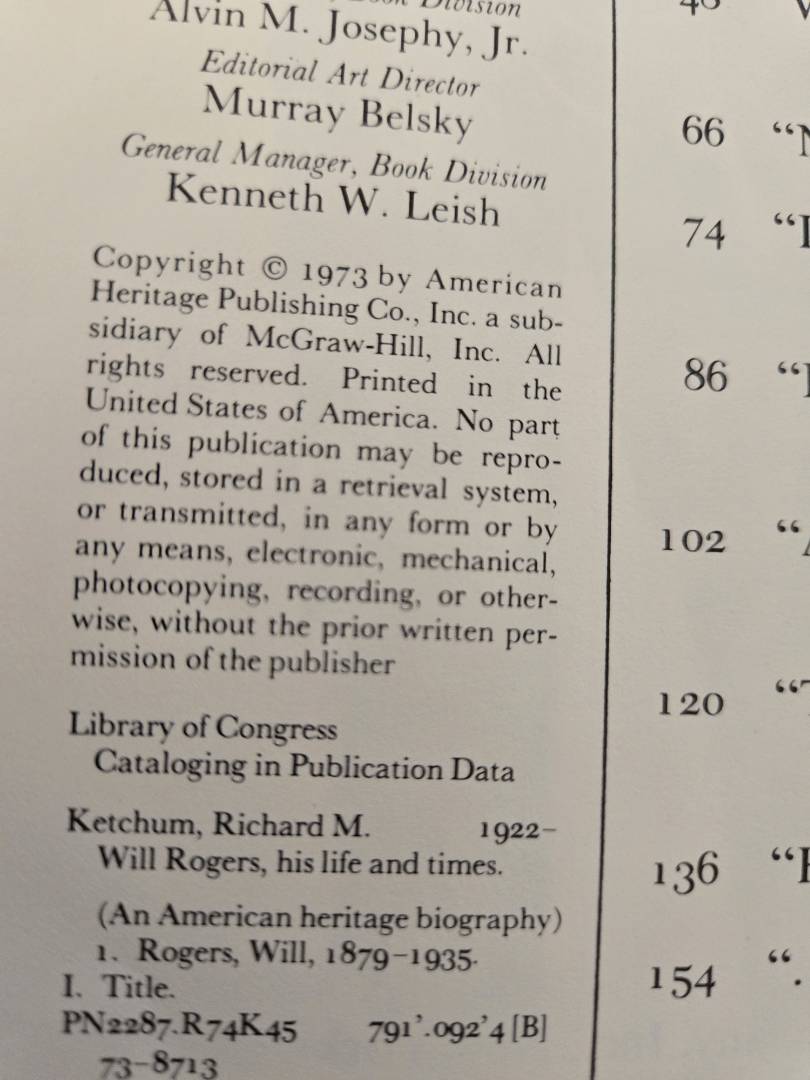 Book Division
Alvin M. Josephy, Jr.
Editorial Art Director
Murray Belsky
General Manager, Book Division
Kenneth W. Leish
Copyright © 1973 by American
Heritage Publishing Co., Inc. a sub-
sidiary of McGraw-Hill, Inc. All
rights reserved. Printed in the
United States of America. No part
of this publication may be repro-
duced, stored in a retrieval system,
or transmitted, in any form or by
any means, electronic, mechanical,
photocopying, recording, or other-
wise, without the prior written per-
mission of the publisher
Library of Congress
Cataloging in Publication Data
Ketchum, Richard M. 1922–
Will Rogers, his life and times.
(An American heritage biography)
1. Rogers, Will, 1879–1935.
I. Title.
PN2287.R74K45 791'.092'4 [B]
73–8713
66
74
86
102
120
136
154